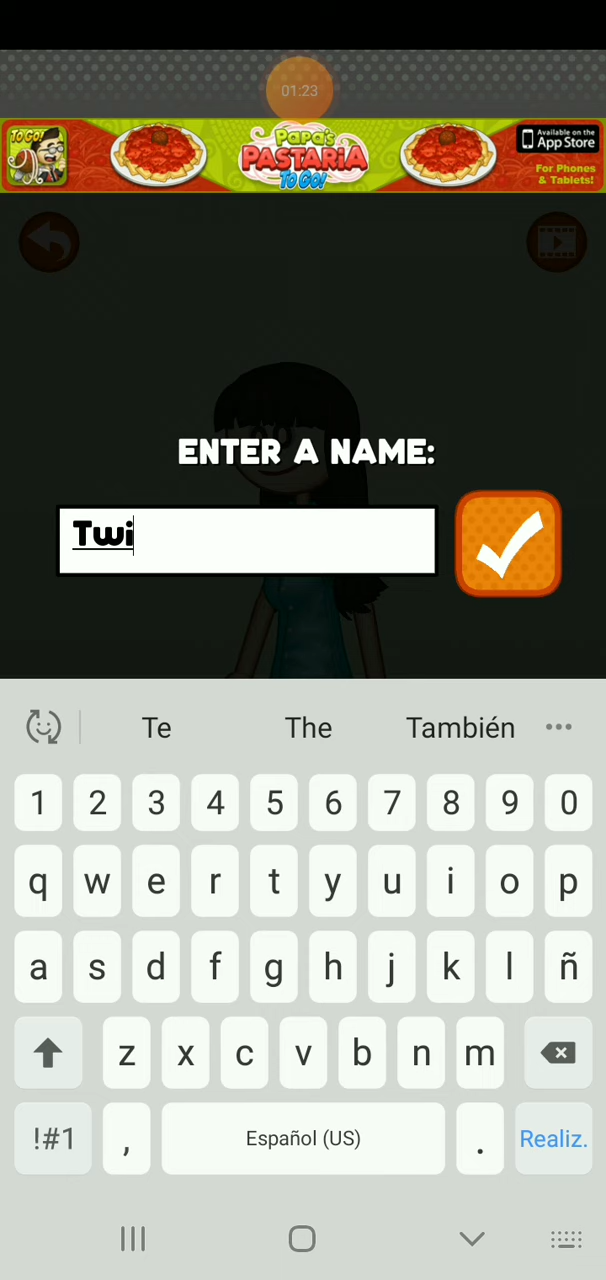 01:23
TO GO!
Papa's
PASTARIA
TO GO!
Available on the
App Store
For Phones
& Tablets!
ENTER A NAME:
Twi
Te The También
1 2 3 4 5 6 7 8 9 0
q w e r t y u i o p
a s d f g h j k l ñ
z x c v b n m
!#1 , Español (US) . Realiz.